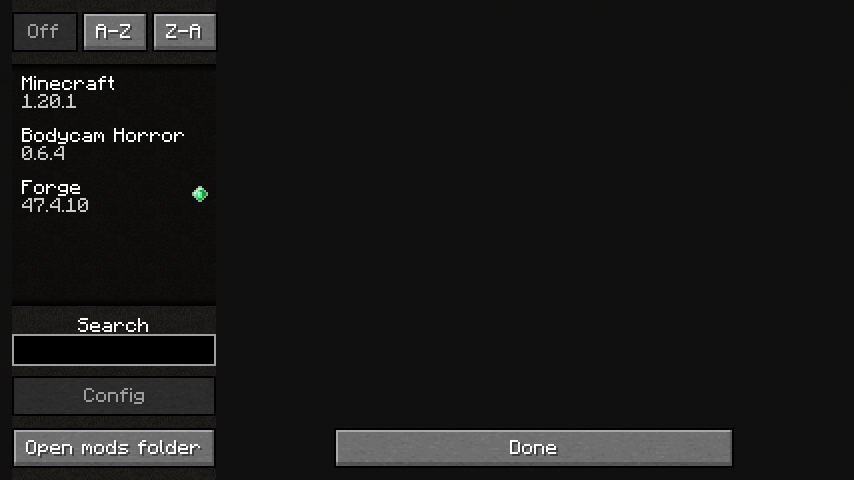 Off A-Z Z-A
Minecraft
1.20.1
Bodycam Horror
0.6.4
Forge
47.4.10
Search
Config
Open mods folder
Done